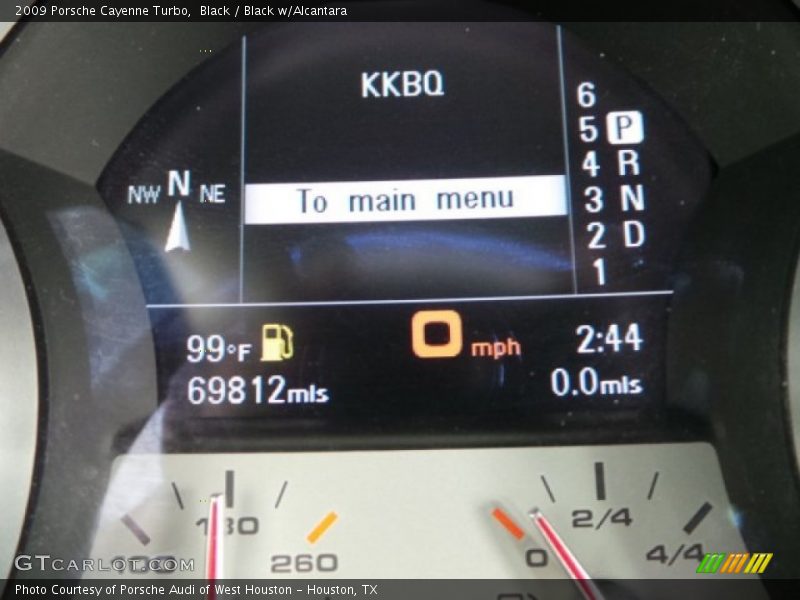 2009 Porsche Cayenne Turbo, Black / Black w/Alcantara
KKBQ
6
5 P
4 R
NW N NE
To main menu
3 N
2 D
1
99°F
0 mph
2:44
69812mls
0.0mls
180
2/4
260
0
4/4
GTCARLOT.COM
Photo Courtesy of Porsche Audi of West Houston - Houston, TX